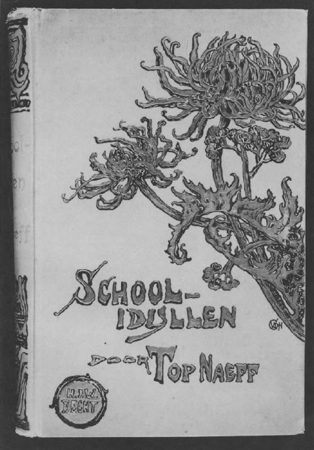 SCHOOL-
IDYLLEN
DOOR TOP NAEFF